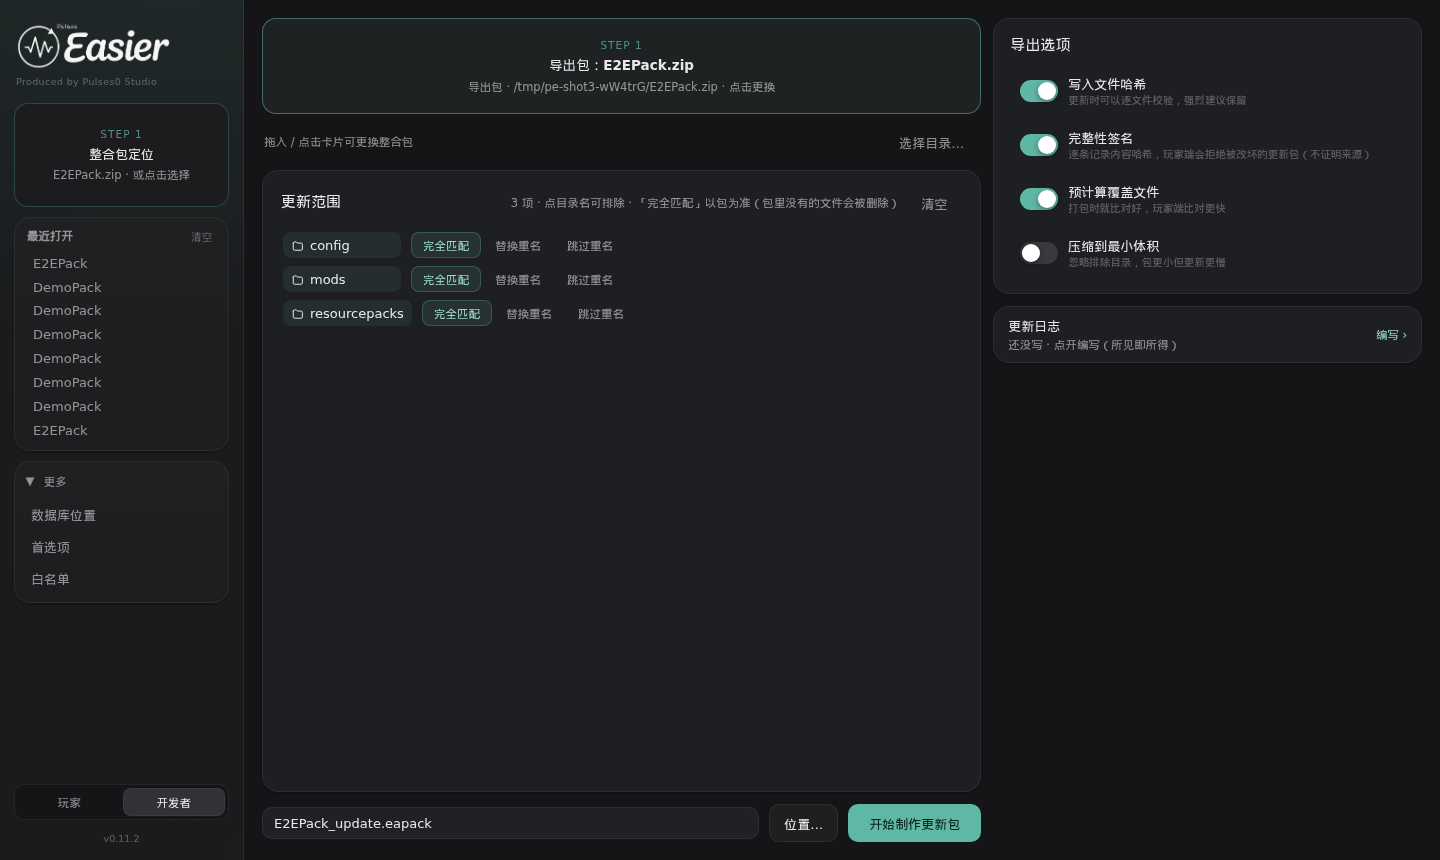 Pulses
Easier
Produced by Pulses0 Studio
STEP 1
整合包定位
E2EPack.zip · 或点击选择
最近打开
清空
E2EPack
DemoPack
DemoPack
DemoPack
DemoPack
DemoPack
DemoPack
E2EPack
▼ 更多
数据库位置
首选项
白名单
玩家
开发者
v0.11.2
STEP 1
导出包：E2EPack.zip
导出包 · /tmp/pe-shot3-wW4trG/E2EPack.zip · 点击更换
拖入 / 点击卡片可更换整合包
选择目录...
更新范围
3 项 · 点目录名可排除 · 「完全匹配」以包为准（包里没有的文件会被删除）
清空
config 完全匹配 替换重名 跳过重名
mods 完全匹配 替换重名 跳过重名
resourcepacks 完全匹配 替换重名 跳过重名
E2EPack_update.eapack
位置...
开始制作更新包
导出选项
写入文件哈希
更新时可以逐文件校验，强烈建议保留
完整性签名
逐条记录内容哈希，玩家端会拒绝被改坏的更新包（不证明来源）
预计算覆盖文件
打包时就比对好，玩家端比对更快
压缩到最小体积
忽略排除目录，包更小但更新更慢
更新日志
还没写 · 点开编写（所见即所得）
编写 ›